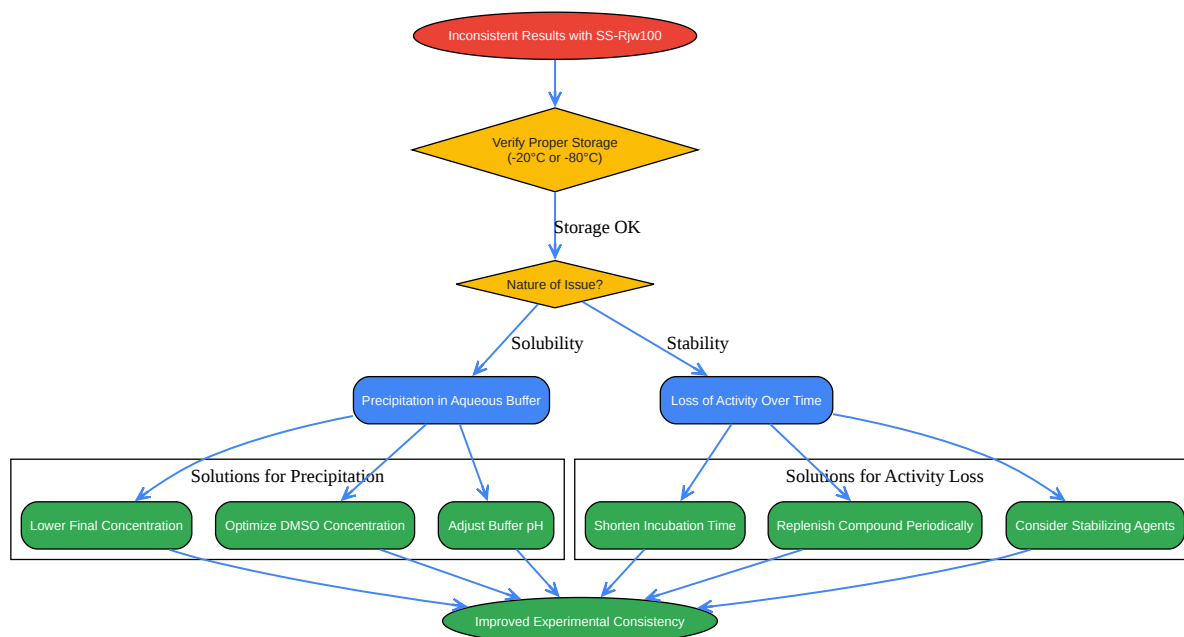 Inconsistent Results with SS-Rjw100
Verify Proper Storage
(-20°C or -80°C)
Storage OK
Nature of Issue?
Solubility
Stability
Precipitation in Aqueous Buffer
Loss of Activity Over Time
Solutions for Precipitation
Solutions for Activity Loss
Lower Final Concentration
Optimize DMSO Concentration
Adjust Buffer pH
Shorten Incubation Time
Replenish Compound Periodically
Consider Stabilizing Agents
Improved Experimental Consistency